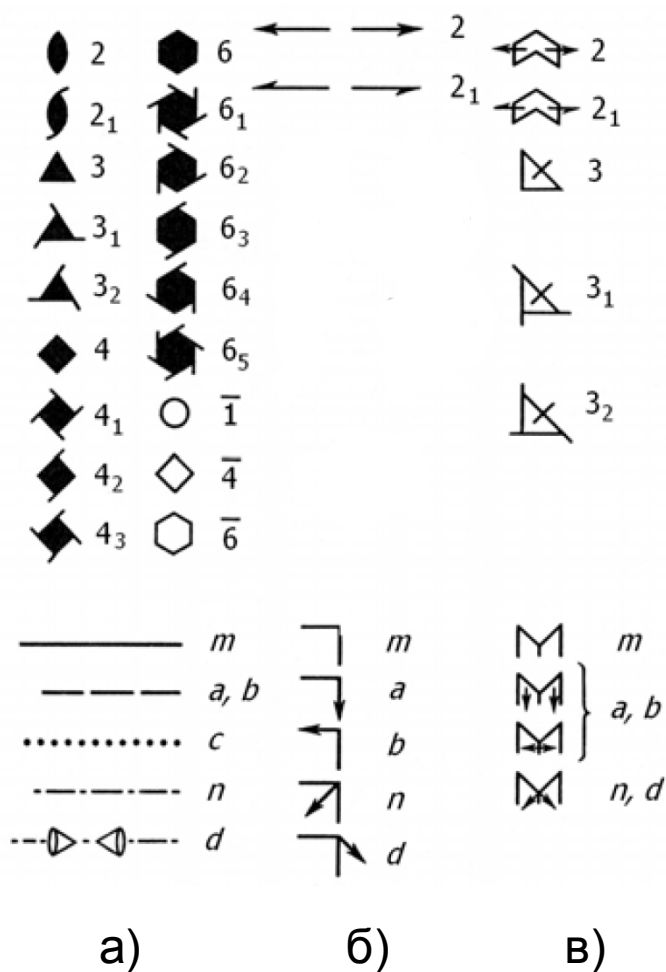 2 6 2 2
2₁ 6₁ 2₁ 2₁
3 6₂ 3
3₁ 6₃
3₂ 6₄ 3₁
4 6₅
4₁ 1̅ 3₂
4₂ 4̅
4₃ 6̅
m m m
a, b a a, b
c b
n n n, d
d d
а) б) в)